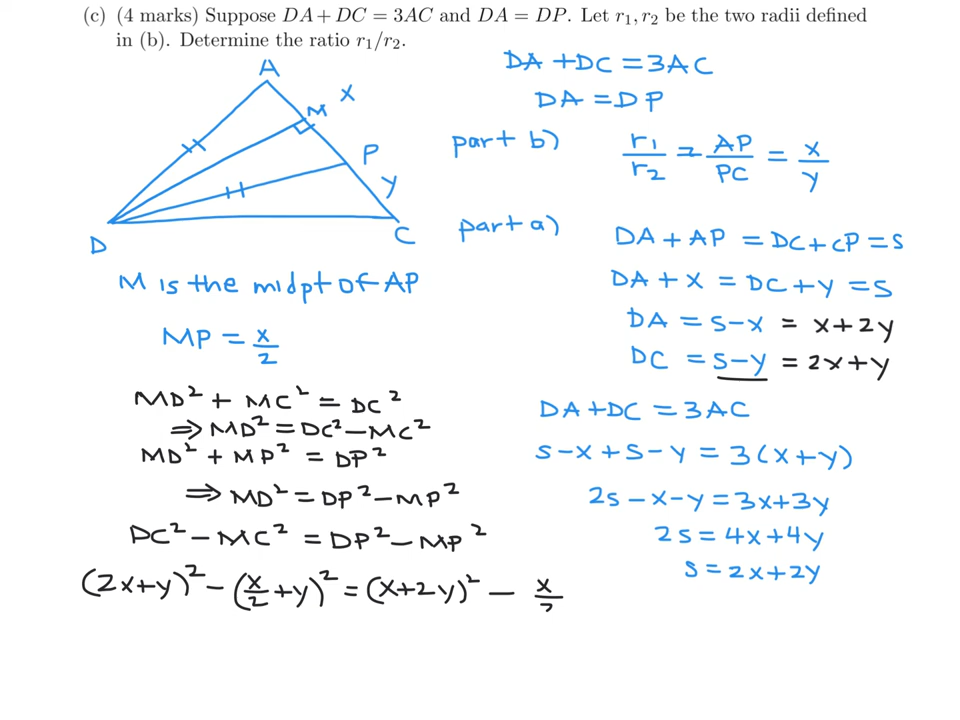 (c) (4 marks) Suppose DA + DC = 3AC and DA = DP. Let r₁, r₂ be the two radii defined
in (b). Determine the ratio r₁/r₂.
A
x
M
P
y
D
C
DA + DC = 3AC
DA = DP
part b) r₁/r₂ = AP/PC = x/y
part a) DA + AP = DC + CP = S
DA + x = DC + y = S
DA = S-x = x+2y
DC = S-y = 2x+y
DA + DC = 3AC
S-x+S-y = 3(x+y)
2S-x-y = 3x+3y
2S = 4x+4y
S = 2x+2y
M is the midpt of AP
MP = x/2
MD² + MC² = DC²
⇒ MD² = DC² - MC²
MD² + MP² = DP²
⇒ MD² = DP² - MP²
DC² - MC² = DP² - MP²
(2x+y)² - (x/2 + y)² = (x+2y)² - x/2